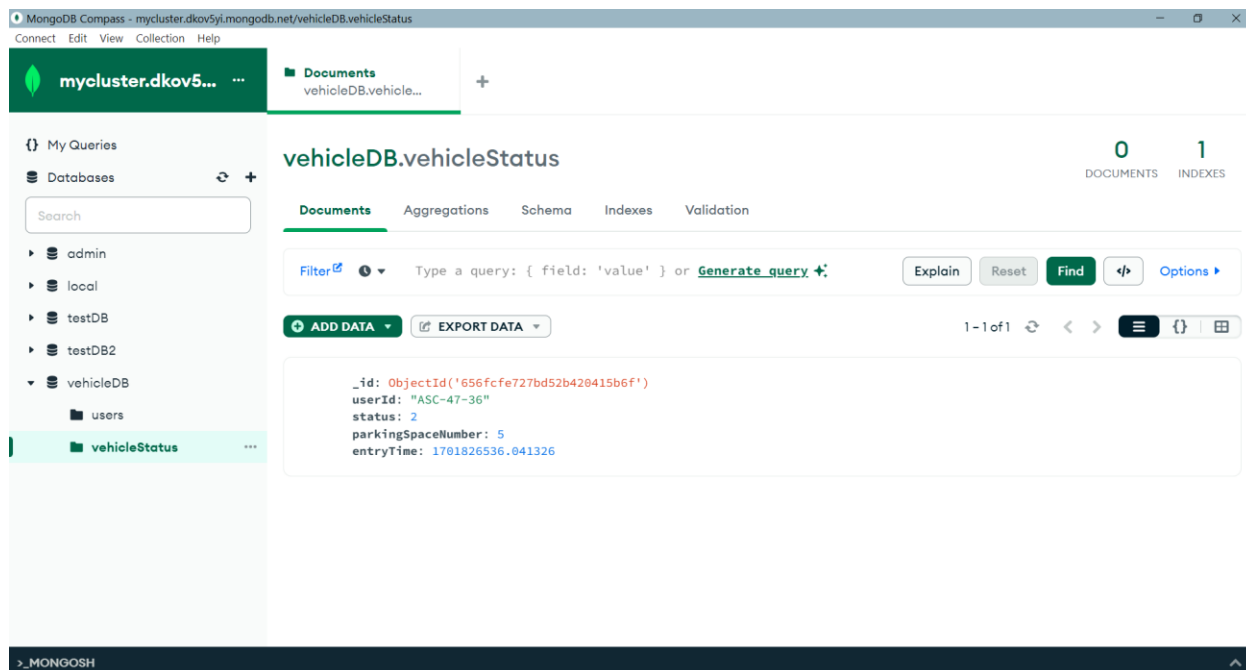 MongoDB Compass - mycluster.dkov5yi.mongodb.net/vehicleDB.vehicleStatus
Connect Edit View Collection Help
mycluster.dkov5... ...
Documents
vehicleDB.vehicle...
+
{} My Queries
Databases
+
Search
admin
local
testDB
testDB2
vehicleDB
users
vehicleStatus ...
vehicleDB.vehicleStatus
0
DOCUMENTS
1
INDEXES
Documents Aggregations Schema Indexes Validation
Filter Type a query: { field: 'value' } or Generate query Explain Reset Find </> Options
ADD DATA EXPORT DATA 1 – 1 of 1 {}
_id: ObjectId('656fcfe727bd52b420415b6f')
userId: "ASC-47-36"
status: 2
parkingSpaceNumber: 5
entryTime: 1701826536.041326
>_MONGOSH